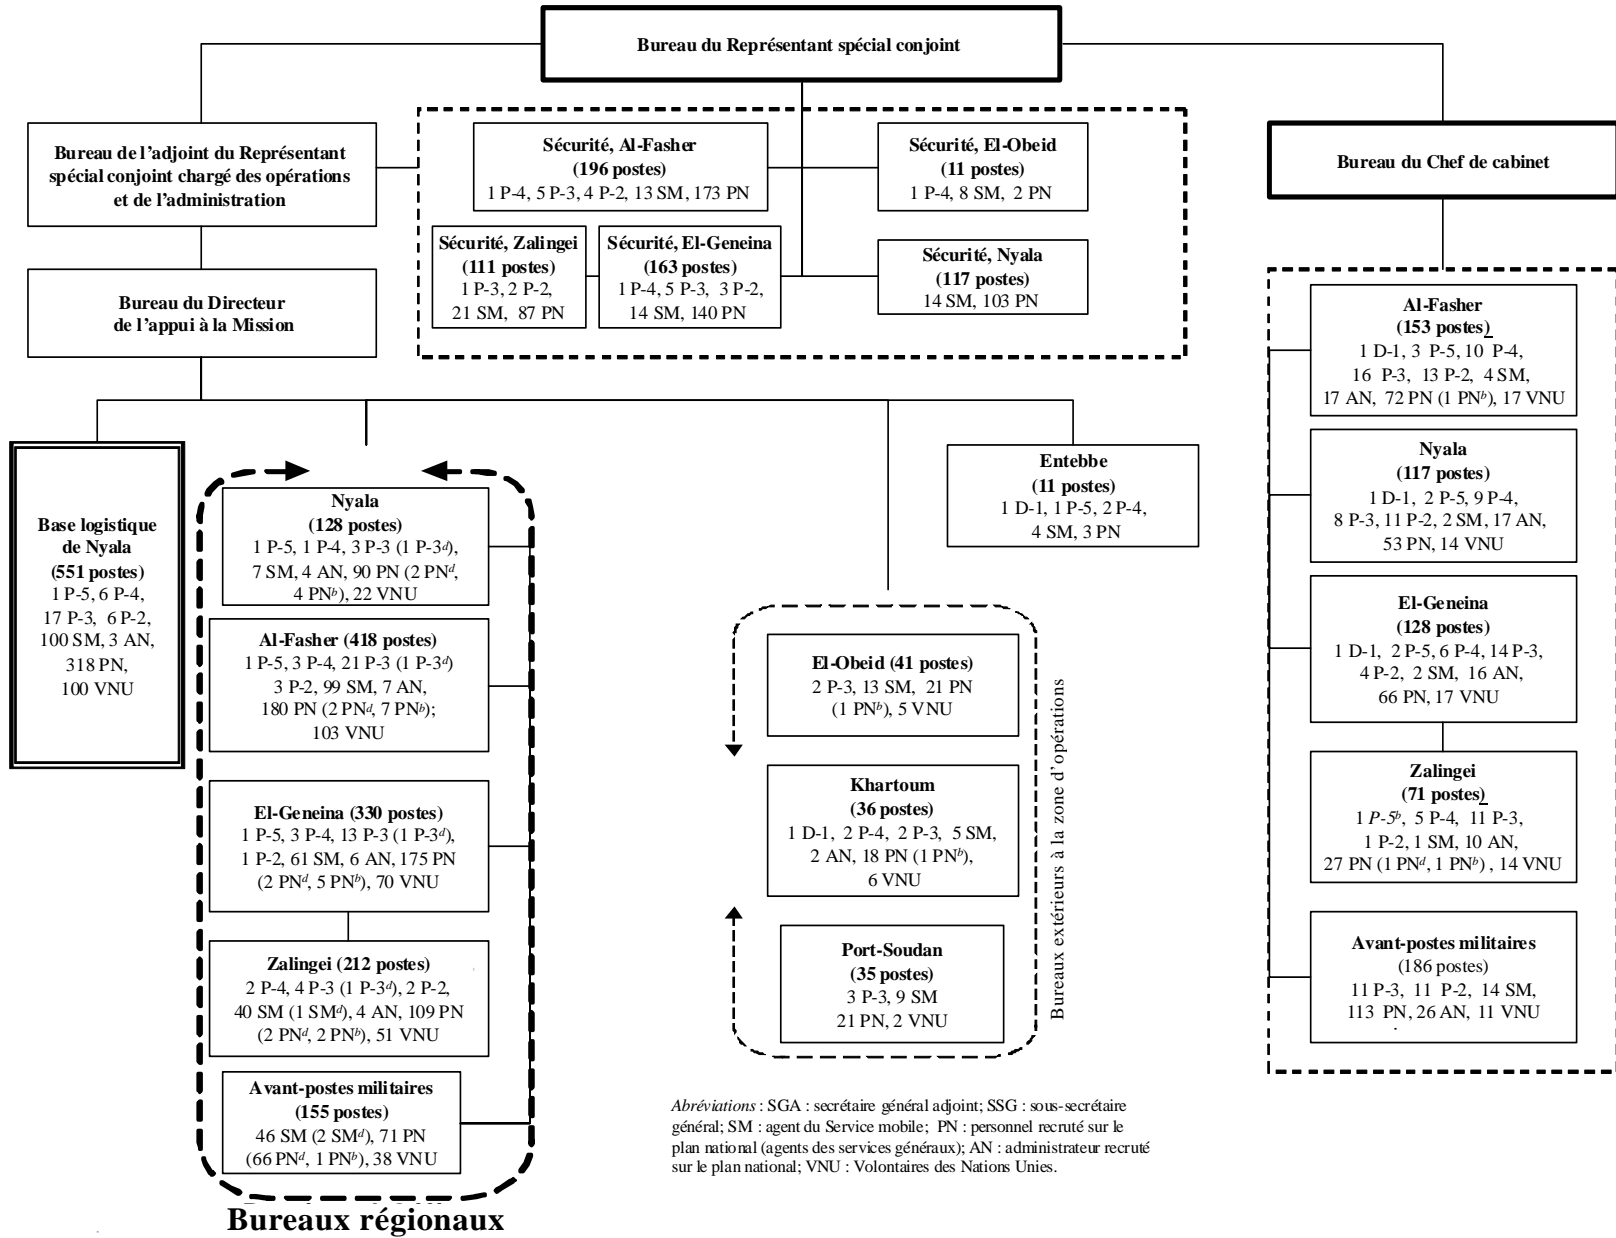 Bureau du Représentant spécial conjoint
Bureau de l'adjoint du Représentant
spécial conjoint chargé des opérations
et de l'administration
Sécurité, Al-Fasher
(196 postes)
1 P-4, 5 P-3, 4 P-2, 13 SM, 173 PN
Sécurité, El-Obeid
(11 postes)
1 P-4, 8 SM, 2 PN
Bureau du Chef de cabinet
Sécurité, Zalingei
(111 postes)
1 P-3, 2 P-2,
21 SM, 87 PN
Sécurité, El-Geneina
(163 postes)
1 P-4, 5 P-3, 3 P-2,
14 SM, 140 PN
Sécurité, Nyala
(117 postes)
14 SM, 103 PN
Bureau du Directeur
de l'appui à la Mission
Base logistique
de Nyala
(551 postes)
1 P-5, 6 P-4,
17 P-3, 6 P-2,
100 SM, 3 AN,
318 PN,
100 VNU
Nyala
(128 postes)
1 P-5, 1 P-4, 3 P-3 (1 P-3d),
7 SM, 4 AN, 90 PN (2 PNd,
4 PNb), 22 VNU
Al-Fasher (418 postes)
1 P-5, 3 P-4, 21 P-3 (1 P-3d)
3 P-2, 99 SM, 7 AN,
180 PN (2 PNd, 7 PNb);
103 VNU
El-Geneina (330 postes)
1 P-5, 3 P-4, 13 P-3 (1 P-3d),
1 P-2, 61 SM, 6 AN, 175 PN
(2 PNd, 5 PNb), 70 VNU
Zalingei (212 postes)
2 P-4, 4 P-3 (1 P-3d), 2 P-2,
40 SM (1 SMd), 4 AN, 109 PN
(2 PNd, 2 PNb), 51 VNU
Avant-postes militaires
(155 postes)
46 SM (2 SMd), 71 PN
(66 PNd, 1 PNb), 38 VNU
Bureaux régionaux
Entebbe
(11 postes)
1 D-1, 1 P-5, 2 P-4,
4 SM, 3 PN
El-Obeid (41 postes)
2 P-3, 13 SM, 21 PN
(1 PNb), 5 VNU
Khartoum
(36 postes)
1 D-1, 2 P-4, 2 P-3, 5 SM,
2 AN, 18 PN (1 PNb),
6 VNU
Port-Soudan
(35 postes)
3 P-3, 9 SM
21 PN, 2 VNU
Bureaux extérieurs à la zone d'opérations
Al-Fasher
(153 postes)
1 D-1, 3 P-5, 10 P-4,
16 P-3, 13 P-2, 4 SM,
17 AN, 72 PN (1 PNb), 17 VNU
Nyala
(117 postes)
1 D-1, 2 P-5, 9 P-4,
8 P-3, 11 P-2, 2 SM, 17 AN,
53 PN, 14 VNU
El-Geneina
(128 postes)
1 D-1, 2 P-5, 6 P-4, 14 P-3,
4 P-2, 2 SM, 16 AN,
66 PN, 17 VNU
Zalingei
(71 postes)
1 P-5b, 5 P-4, 11 P-3,
1 P-2, 1 SM, 10 AN,
27 PN (1 PNd, 1 PNb), 14 VNU
Avant-postes militaires
(186 postes)
11 P-3, 11 P-2, 14 SM,
113 PN, 26 AN, 11 VNU
Abréviations : SGA : secrétaire général adjoint; SSG : sous-secrétaire
général; SM : agent du Service mobile; PN : personnel recruté sur le
plan national (agents des services généraux); AN : administrateur recruté
sur le plan national; VNU : Volontaires des Nations Unies.